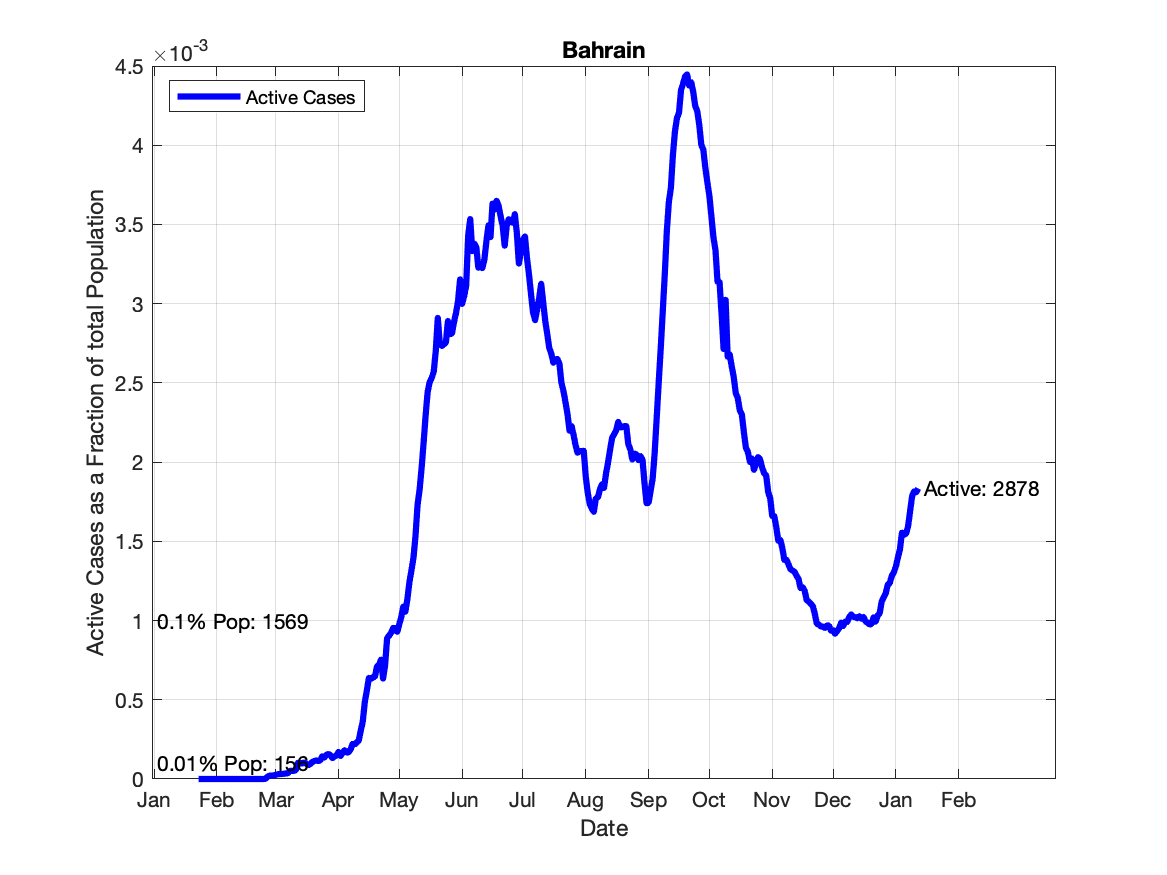 Bahrain
×10-3
4.5
4
3.5
3
2.5
2
1.5
1
0.5
0
Active Cases as a Fraction of total Population
Active Cases
Active: 2878
0.1% Pop: 1569
0.01% Pop: 156
Jan Feb Mar Apr May Jun Jul Aug Sep Oct Nov Dec Jan Feb
Date